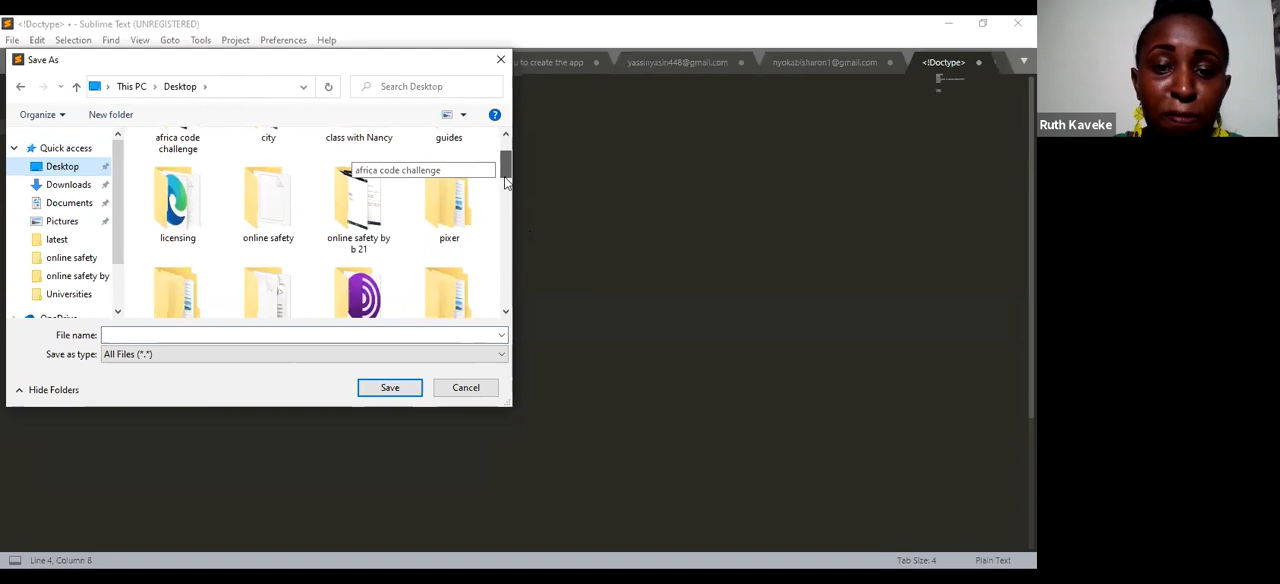 <!Doctype> • - Sublime Text (UNREGISTERED)
File Edit Selection Find View Goto Tools Project Preferences Help
u to create the app yassinyasin448@gmail.com nyokabisharon1@gmail.com <!Doctype>
Save As
This PC Desktop
Search Desktop
Organize
New folder
Quick access
Desktop
Downloads
Documents
Pictures
latest
online safety
online safety by
Universities
OneDrive
africa code
challenge
city
class with Nancy
guides
africa code challenge
licensing
online safety
online safety by
b 21
pixer
File name:
Save as type: All Files (*.*)
Hide Folders
Save
Cancel
Line 4, Column 8
Tab Size: 4
Plain Text
Ruth Kaveke